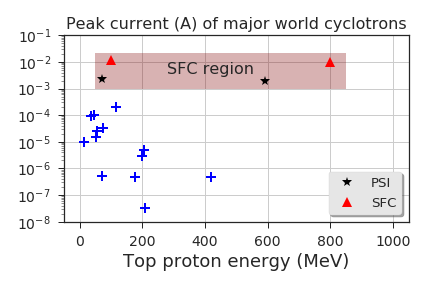 Peak current (A) of major world cyclotrons
10⁻¹
10⁻²
10⁻³
10⁻⁴
10⁻⁵
10⁻⁶
10⁻⁷
10⁻⁸
SFC region
PSI
SFC
0 200 400 600 800 1000
Top proton energy (MeV)